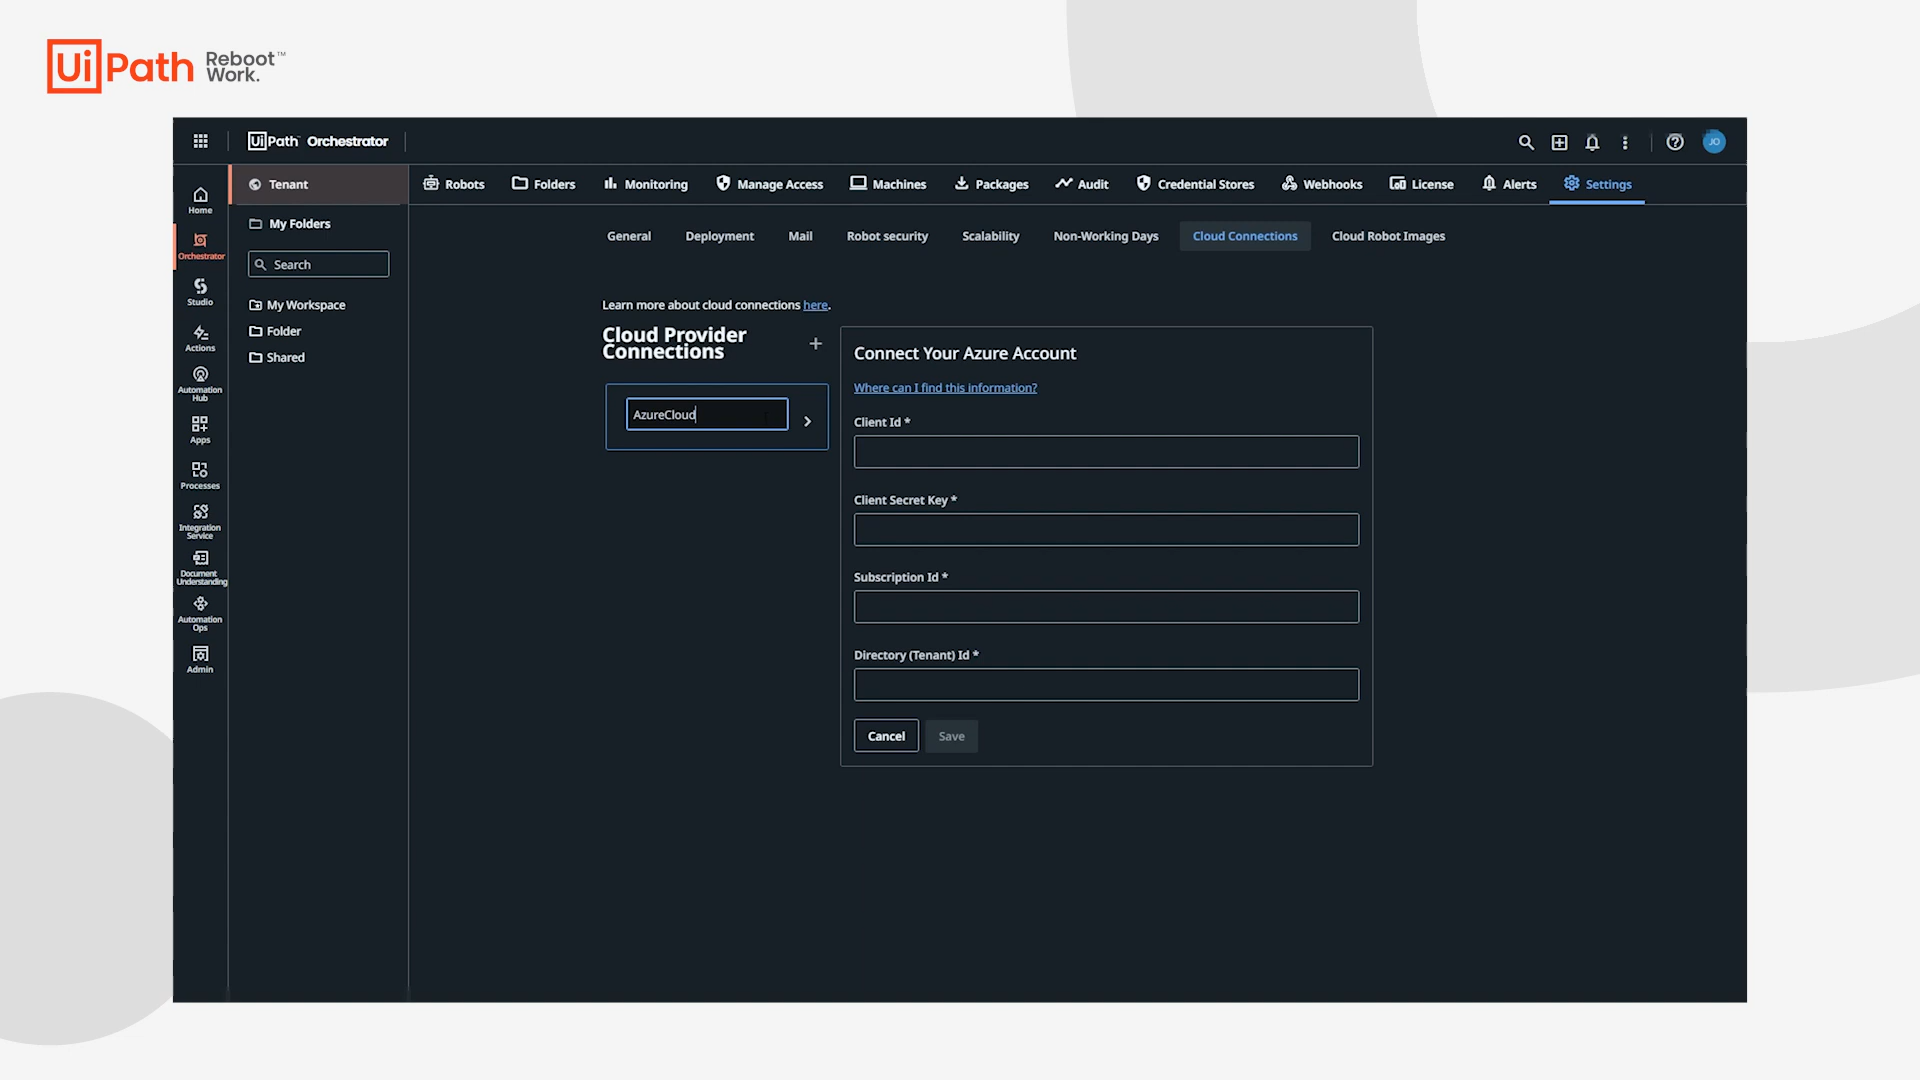 UiPath Reboot Work.™
UiPath Orchestrator
JO
Tenant
Robots
Folders
Monitoring
Manage Access
Machines
Packages
Audit
Credential Stores
Webhooks
License
Alerts
Settings
Home
Orchestrator
Studio
Actions
Automation
Hub
Apps
Processes
Integration
Service
Document
Understanding
Automation
Ops
Admin
My Folders
Search
My Workspace
Folder
Shared
General
Deployment
Mail
Robot security
Scalability
Non-Working Days
Cloud Connections
Cloud Robot Images
Learn more about cloud connections here.
Cloud Provider
Connections
AzureCloud
Connect Your Azure Account
Where can I find this information?
Client Id *
Client Secret Key *
Subscription Id *
Directory (Tenant) Id *
Cancel
Save